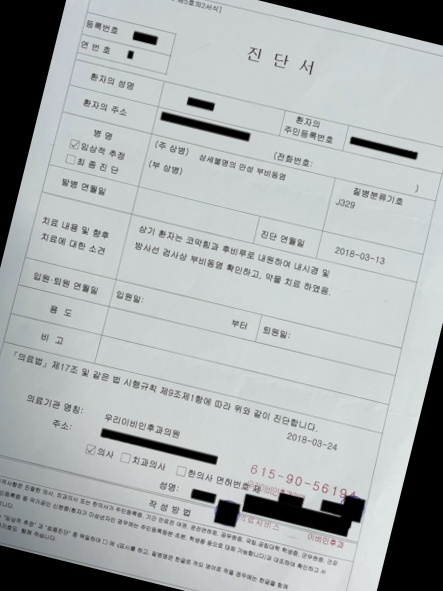 제5호의2서식]
등록번호
연 번 호
진 단 서
환자의 성명
환자의 주소
환자의
주민등록번호
(전화번호: )
병 명
☑임상적 추정
☐최 종 진 단
(주 상병) 상세불명의 만성 부비동염
(부 상병)
질병분류기호
J329
발병 연월일
진단 연월일
2018-03-13
치료 내용 및 향후
치료에 대한 소견
상기 환자는 코막힘과 후비루로 내원하여 내시경 및
방사선 검사상 부비동염 확인하고, 약물 치료 하였음.
입원·퇴원 연월일
입원일:
부터
퇴원일:
용 도
비 고
「의료법」 제17조 및 같은 법 시행규칙 제9조제1항에 따라 위와 같이 진단합니다.
2018-03-24
의료기관 명칭: 우리이비인후과의원
주소:
☑의사 ☐치과의사 ☐한의사 면허번호 제
성명:
615-90-56194
의료서비스 이비인후과
작 성 방 법